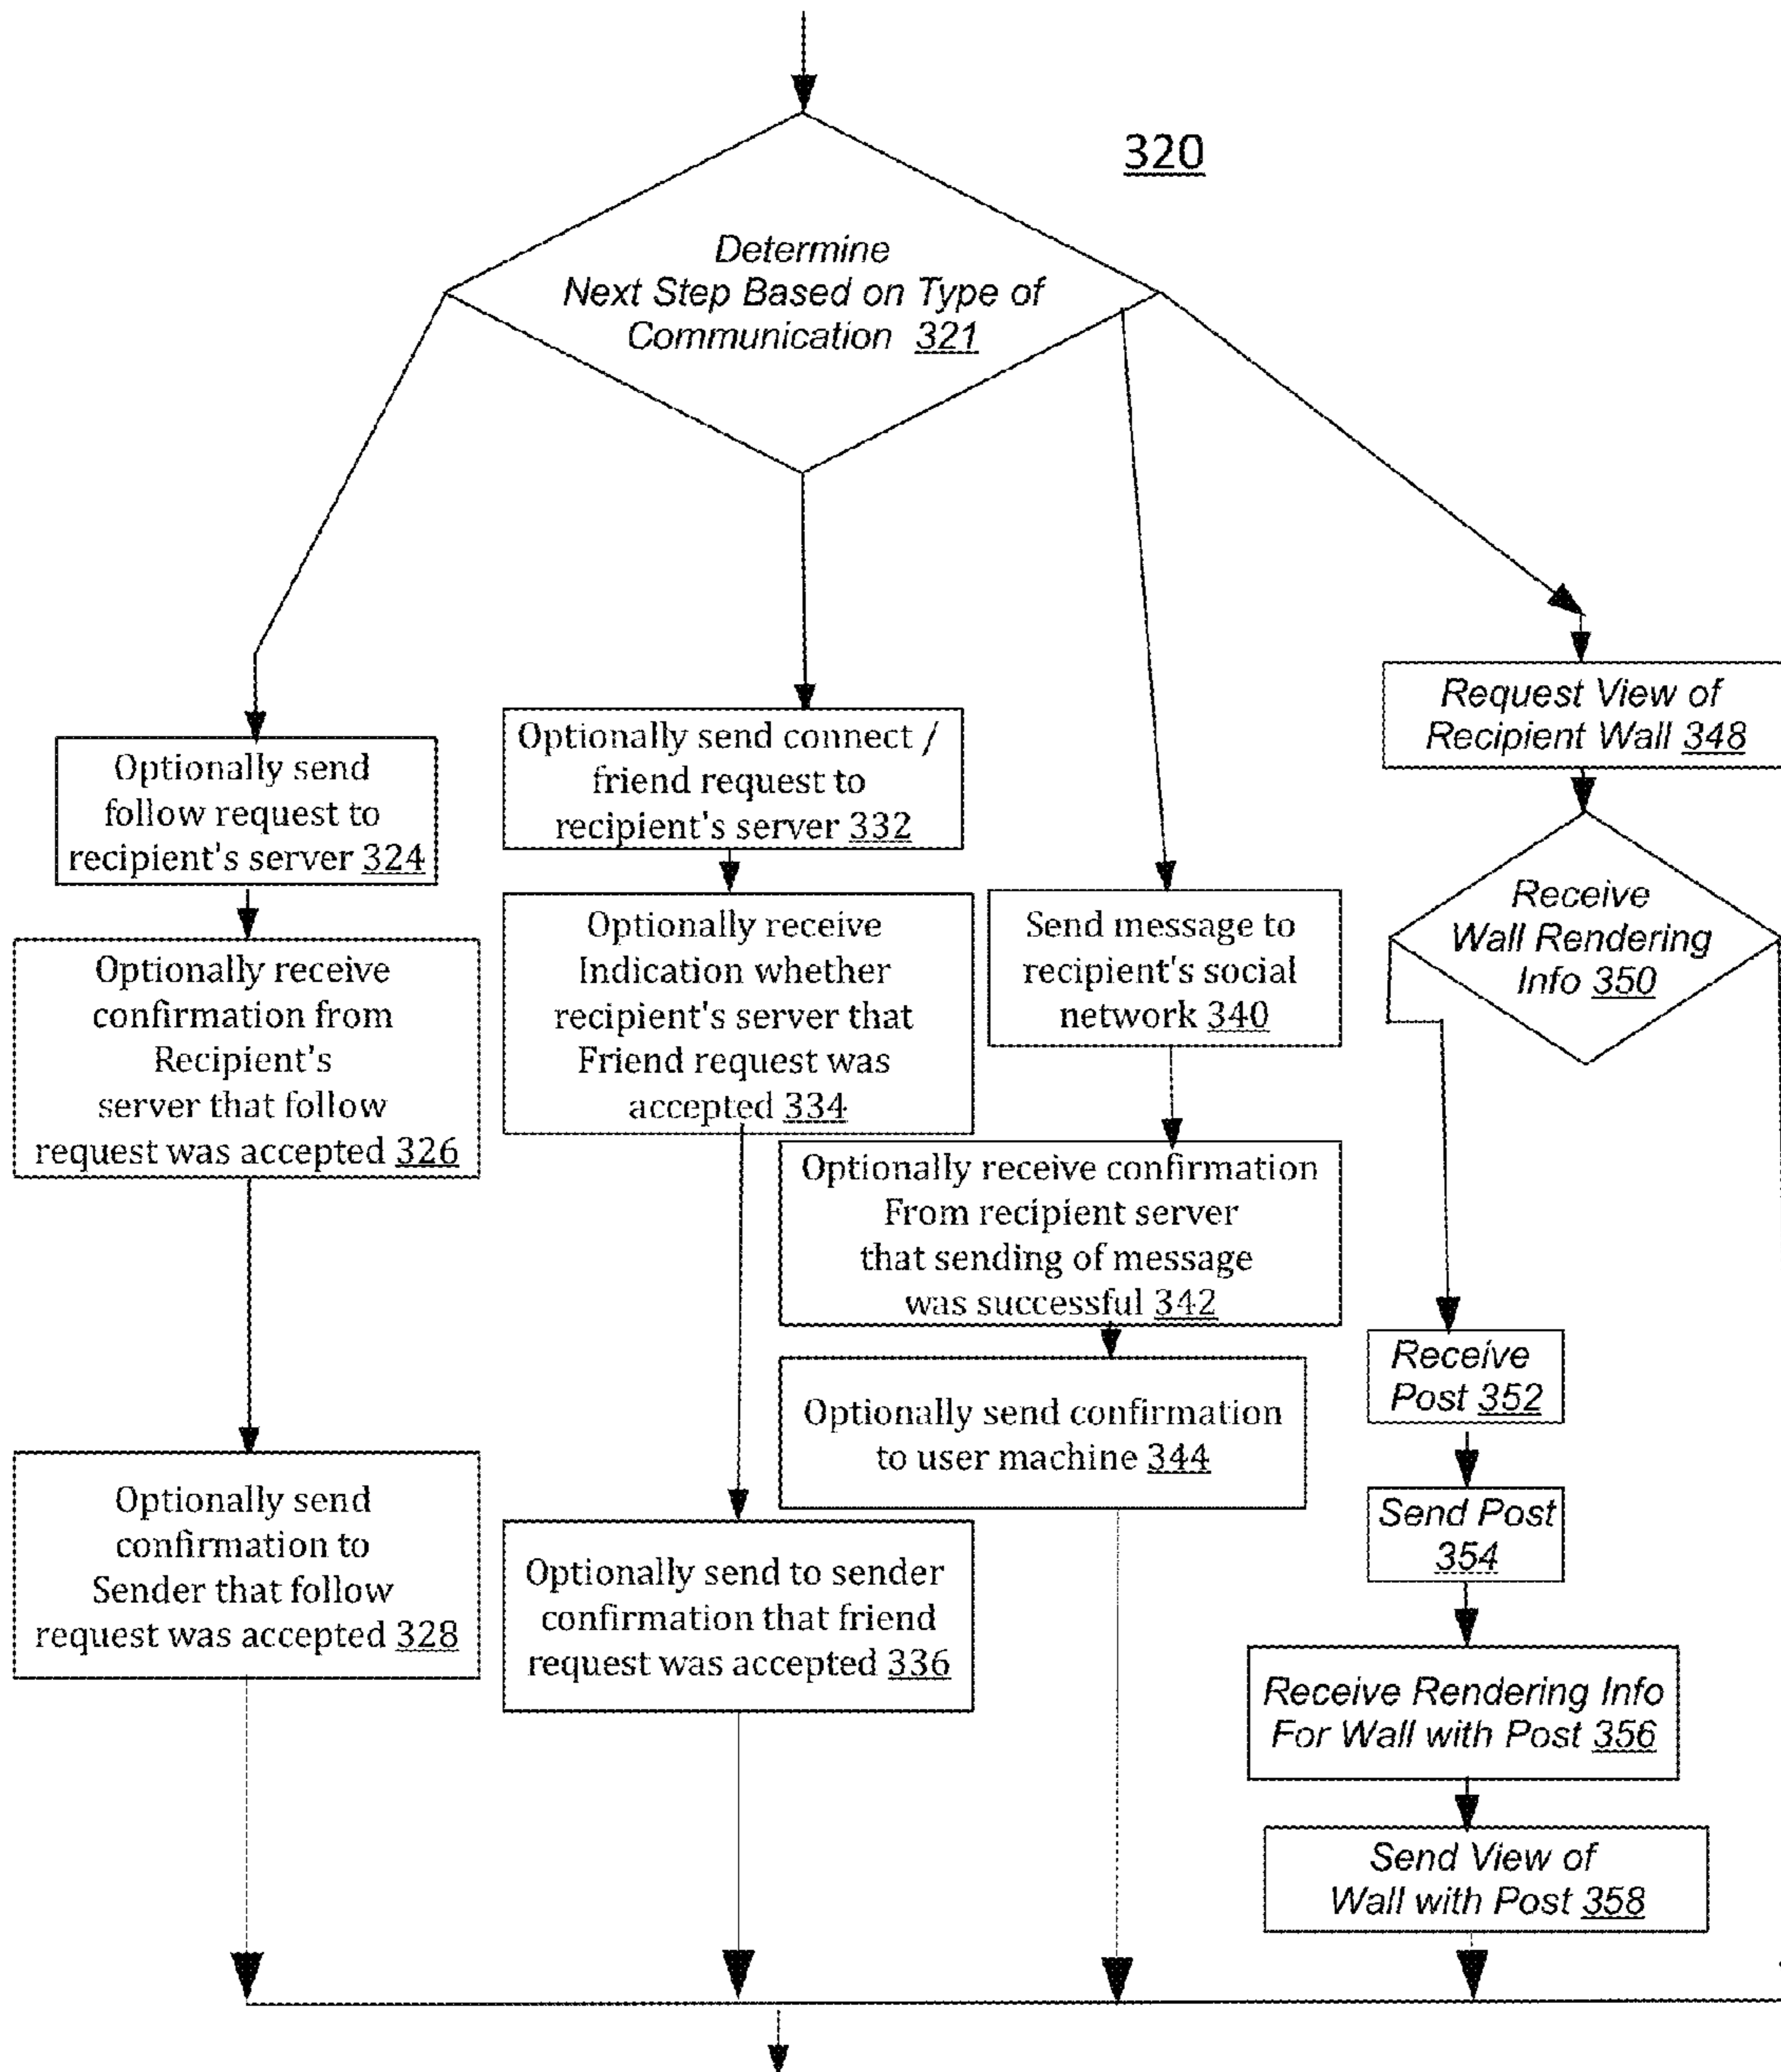 320
Determine
Next Step Based on Type of
Communication 321
Optionally send
follow request to
recipient's server 324
Optionally receive
confirmation from
Recipient's
server that follow
request was accepted 326
Optionally send
confirmation to
Sender that follow
request was accepted 328
Optionally send connect /
friend request to
recipient's server 332
Optionally receive
Indication whether
recipient's server that
Friend request was
accepted 334
Optionally send to sender
confirmation that friend
request was accepted 336
Send message to
recipient's social
network 340
Optionally receive confirmation
From recipient server
that sending of message
was successful 342
Optionally send confirmation
to user machine 344
Request View of
Recipient Wall 348
Receive
Wall Rendering
Info 350
Receive
Post 352
Send Post
354
Receive Rendering Info
For Wall with Post 356
Send View of
Wall with Post 358